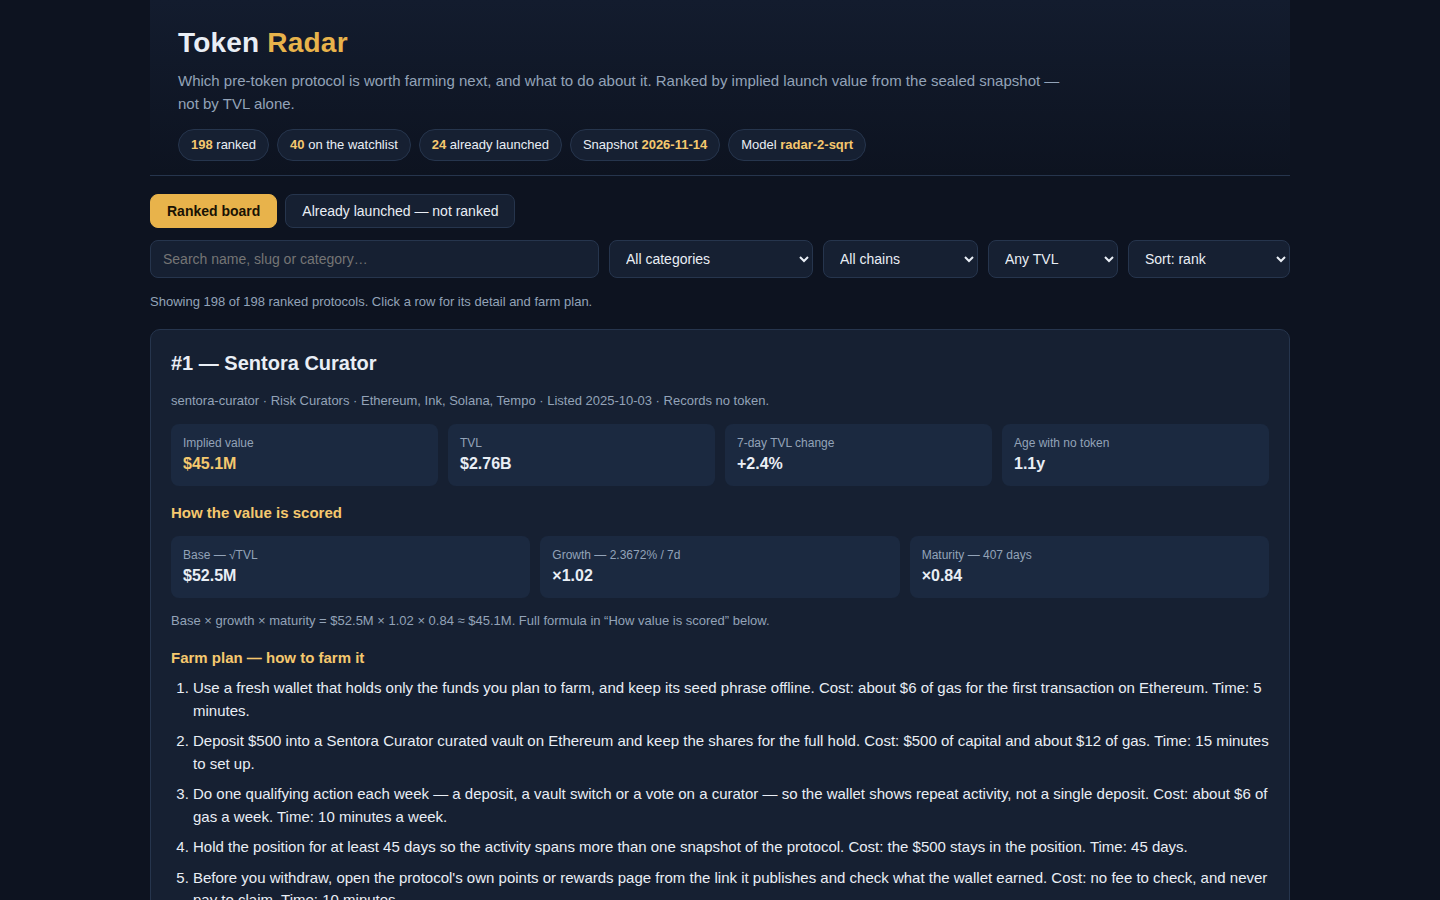 Token Radar
Which pre-token protocol is worth farming next, and what to do about it. Ranked by implied launch value from the sealed snapshot —
not by TVL alone.
198 ranked
40 on the watchlist
24 already launched
Snapshot 2026-11-14
Model radar-2-sqrt
Ranked board
Already launched — not ranked
Search name, slug or category…
All categories
All chains
Any TVL
Sort: rank
Showing 198 of 198 ranked protocols. Click a row for its detail and farm plan.
#1 — Sentora Curator
sentora-curator · Risk Curators · Ethereum, Ink, Solana, Tempo · Listed 2025-10-03 · Records no token.
Implied value
$45.1M
TVL
$2.76B
7-day TVL change
+2.4%
Age with no token
1.1y
How the value is scored
Base — √TVL
$52.5M
Growth — 2.3672% / 7d
×1.02
Maturity — 407 days
×0.84
Base × growth × maturity = $52.5M × 1.02 × 0.84 ≈ $45.1M. Full formula in “How value is scored” below.
Farm plan — how to farm it
1. Use a fresh wallet that holds only the funds you plan to farm, and keep its seed phrase offline. Cost: about $6 of gas for the first transaction on Ethereum. Time: 5
minutes.
2. Deposit $500 into a Sentora Curator curated vault on Ethereum and keep the shares for the full hold. Cost: $500 of capital and about $12 of gas. Time: 15 minutes
to set up.
3. Do one qualifying action each week — a deposit, a vault switch or a vote on a curator — so the wallet shows repeat activity, not a single deposit. Cost: about $6 of
gas a week. Time: 10 minutes a week.
4. Hold the position for at least 45 days so the activity spans more than one snapshot of the protocol. Cost: the $500 stays in the position. Time: 45 days.
5. Before you withdraw, open the protocol's own points or rewards page from the link it publishes and check what the wallet earned. Cost: no fee to check, and never
pay to claim. Time: 10 minutes.